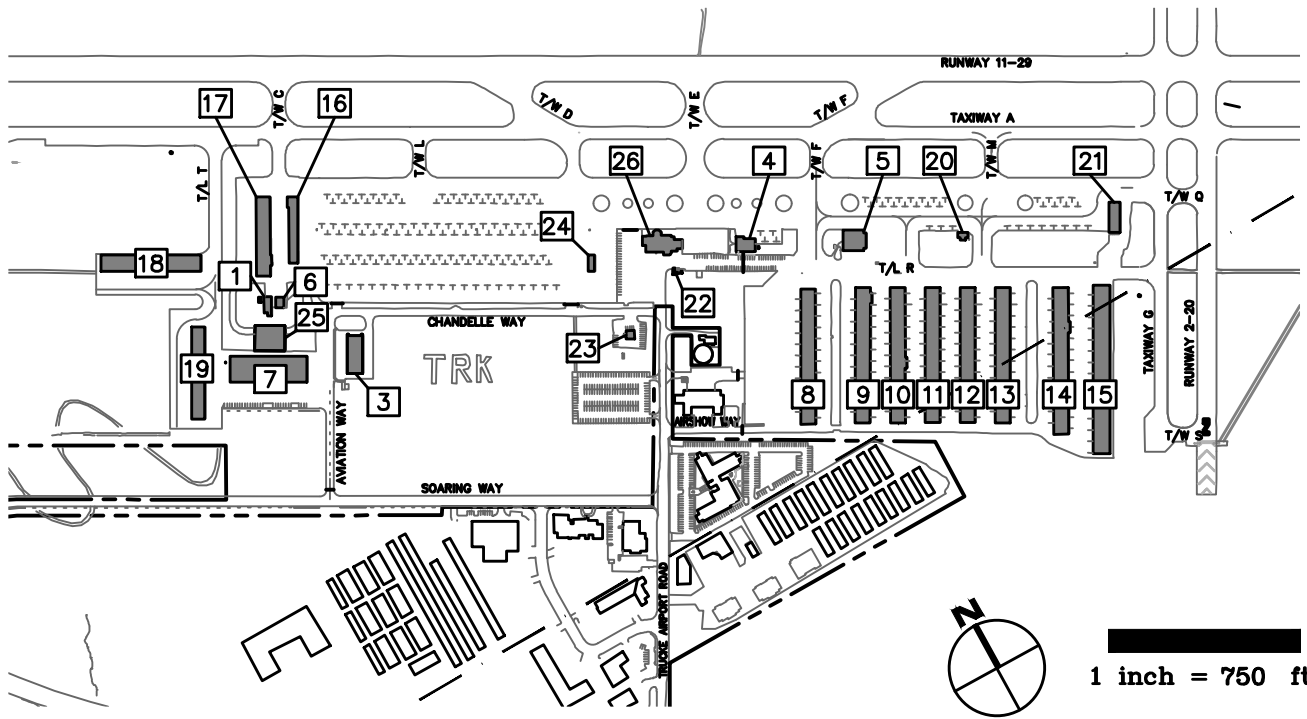 RUNWAY 11-29
T/W C
T/W D
T/W E
T/W F
TAXIWAY A
17
16
T/L T
T/W L
26
4
T/W F
5
20
T/W M
21
T/W Q
24
18
1
6
T/L R
22
25
CHANDELLE WAY
23
19
7
TRK
3
8
9
10
11
12
13
14
15
TAXIWAY G
RUNWAY 2-20
AIRSHOW WAY
T/W S
AVIATION WAY
SOARING WAY
TRUCKE AIRPORT ROAD
N
1 inch = 750 ft